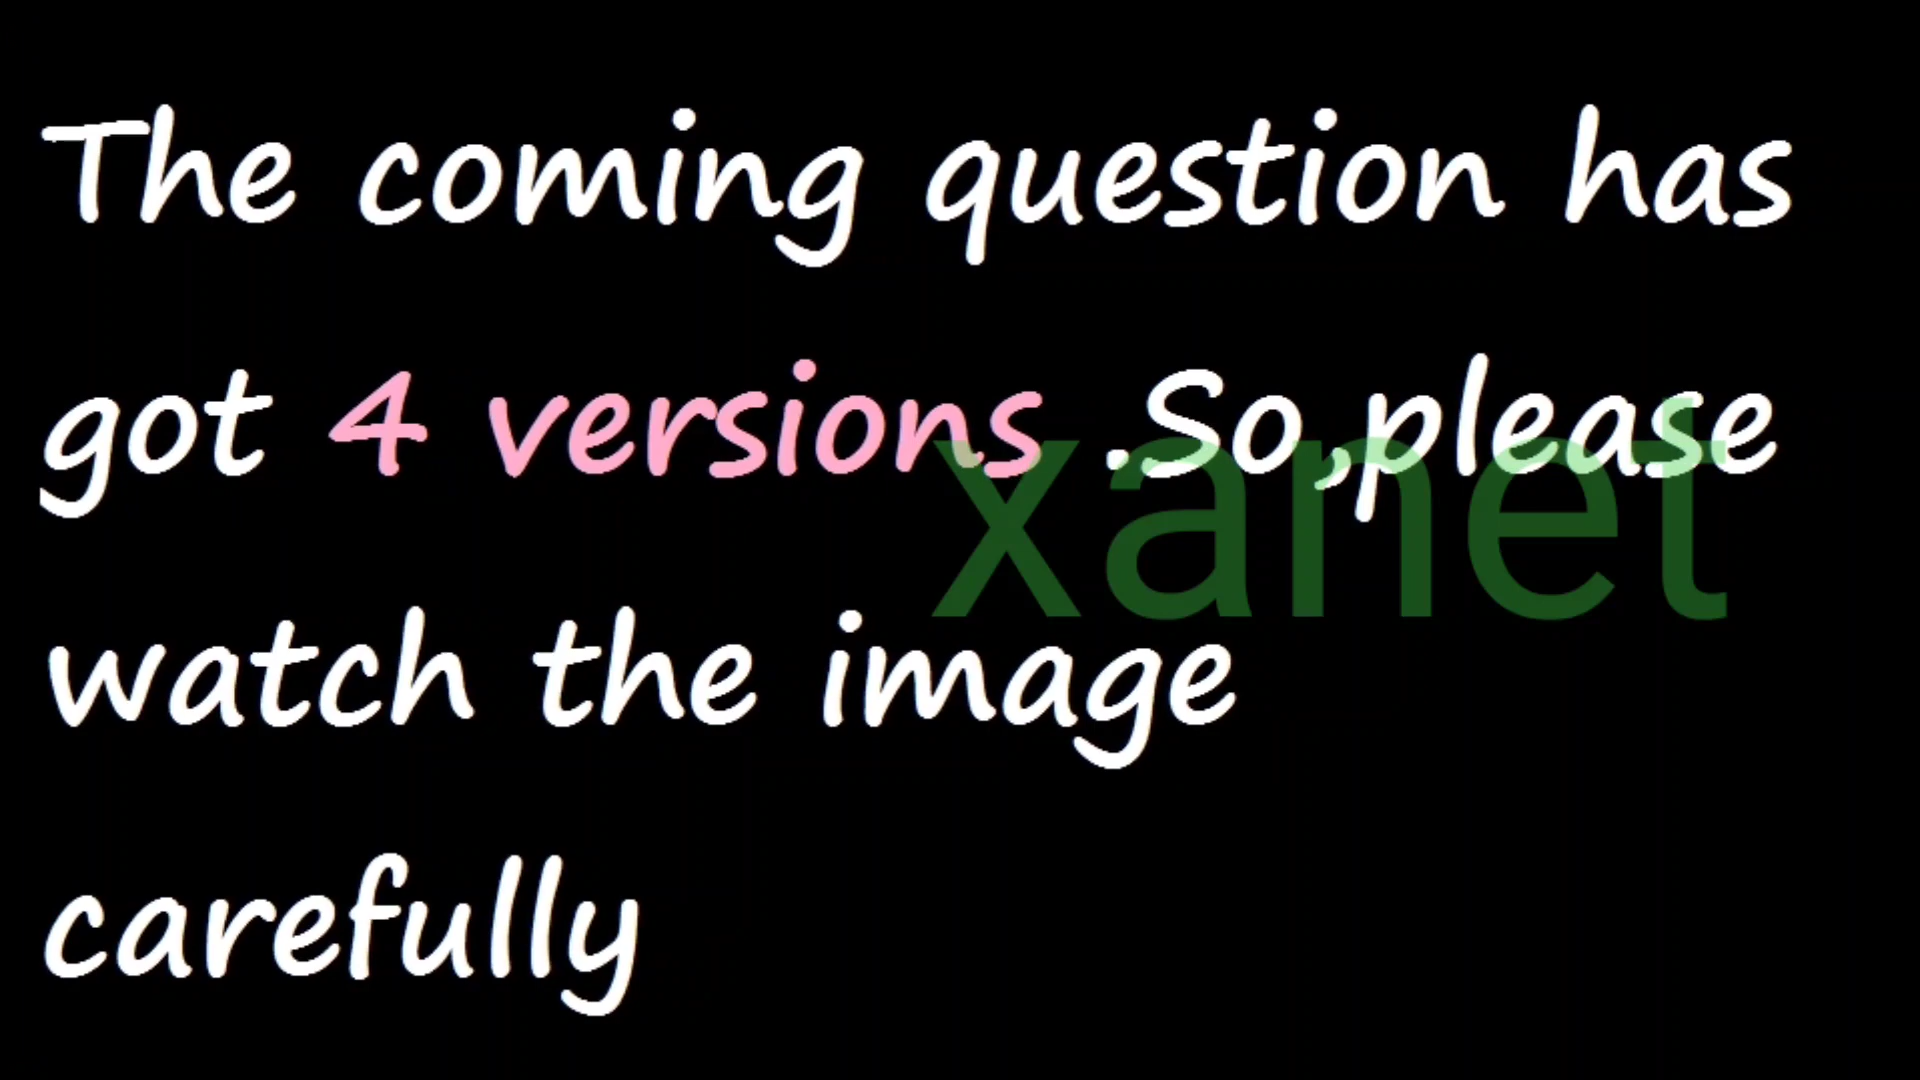 The coming question has
got 4 versions .So,please
xanet
watch the image
carefully